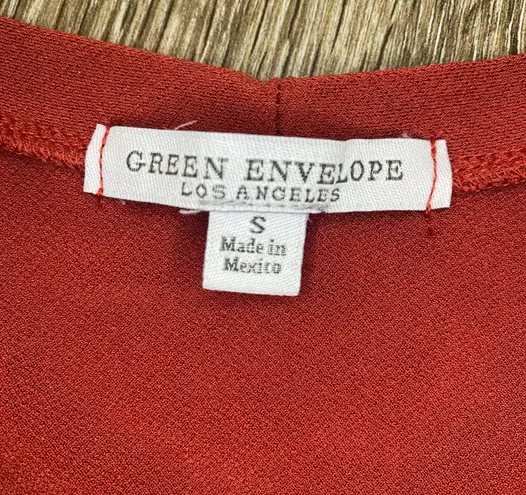 GREEN ENVELOPE
LOS ANGELES
S
Made in
Mexico